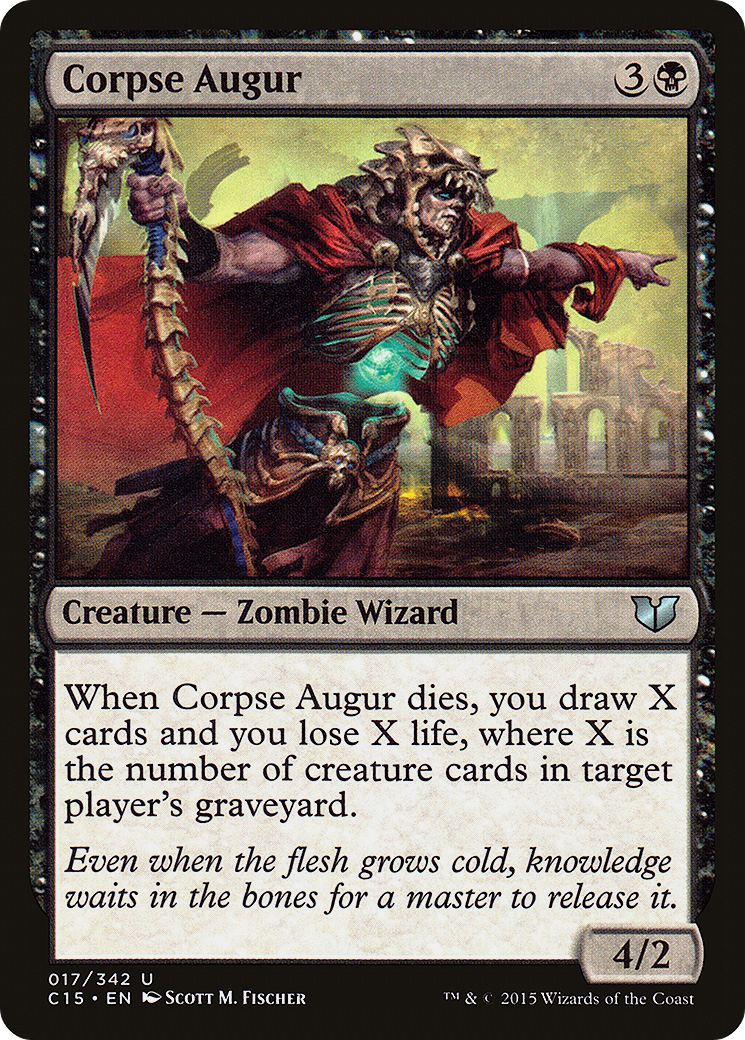 Corpse Augur 3
Creature — Zombie Wizard
When Corpse Augur dies, you draw X
cards and you lose X life, where X is
the number of creature cards in target
player's graveyard.
Even when the flesh grows cold, knowledge
waits in the bones for a master to release it.
4/2
017/342 U
C15 • EN Scott M. Fischer
™ & © 2015 Wizards of the Coast